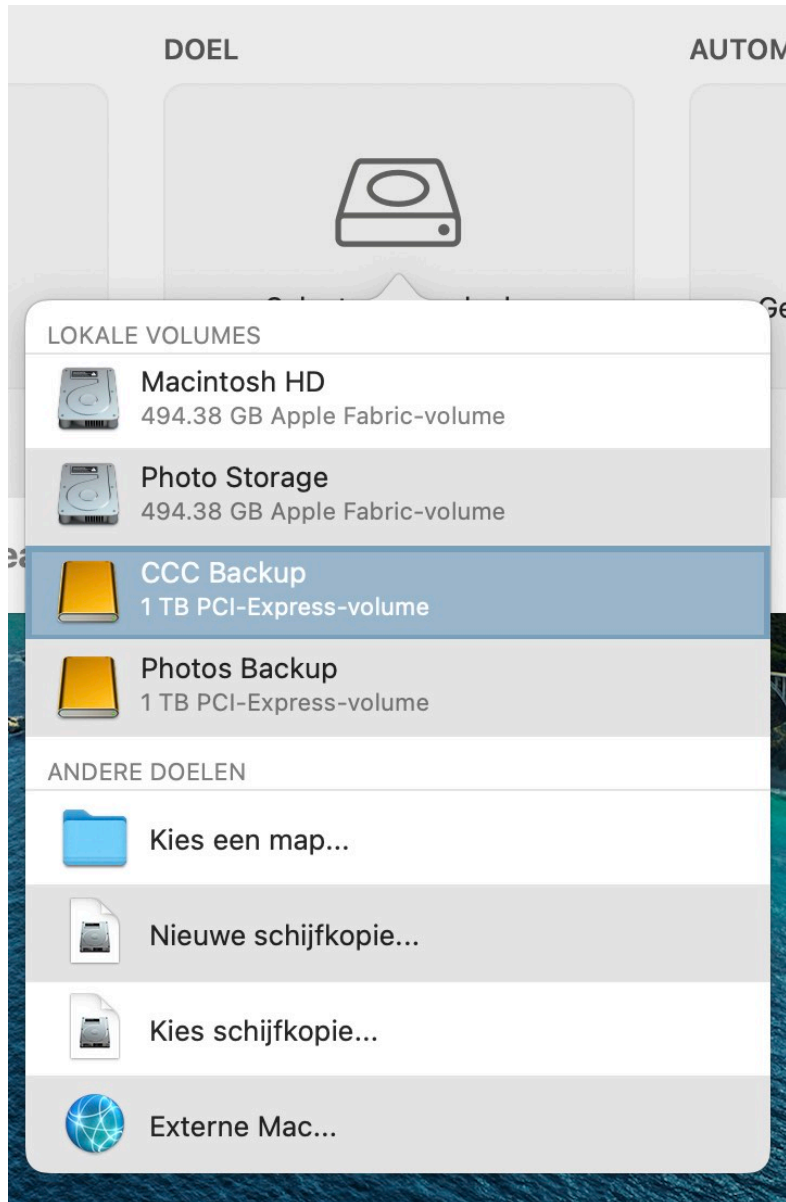 DOEL
LOKALE VOLUMES
Macintosh HD
494.38 GB Apple Fabric-volume
Photo Storage
494.38 GB Apple Fabric-volume
CCC Backup
1 TB PCI-Express-volume
Photos Backup
1 TB PCI-Express-volume
ANDERE DOELEN
Kies een map...
Nieuwe schijfkopie...
Kies schijfkopie...
Externe Mac...